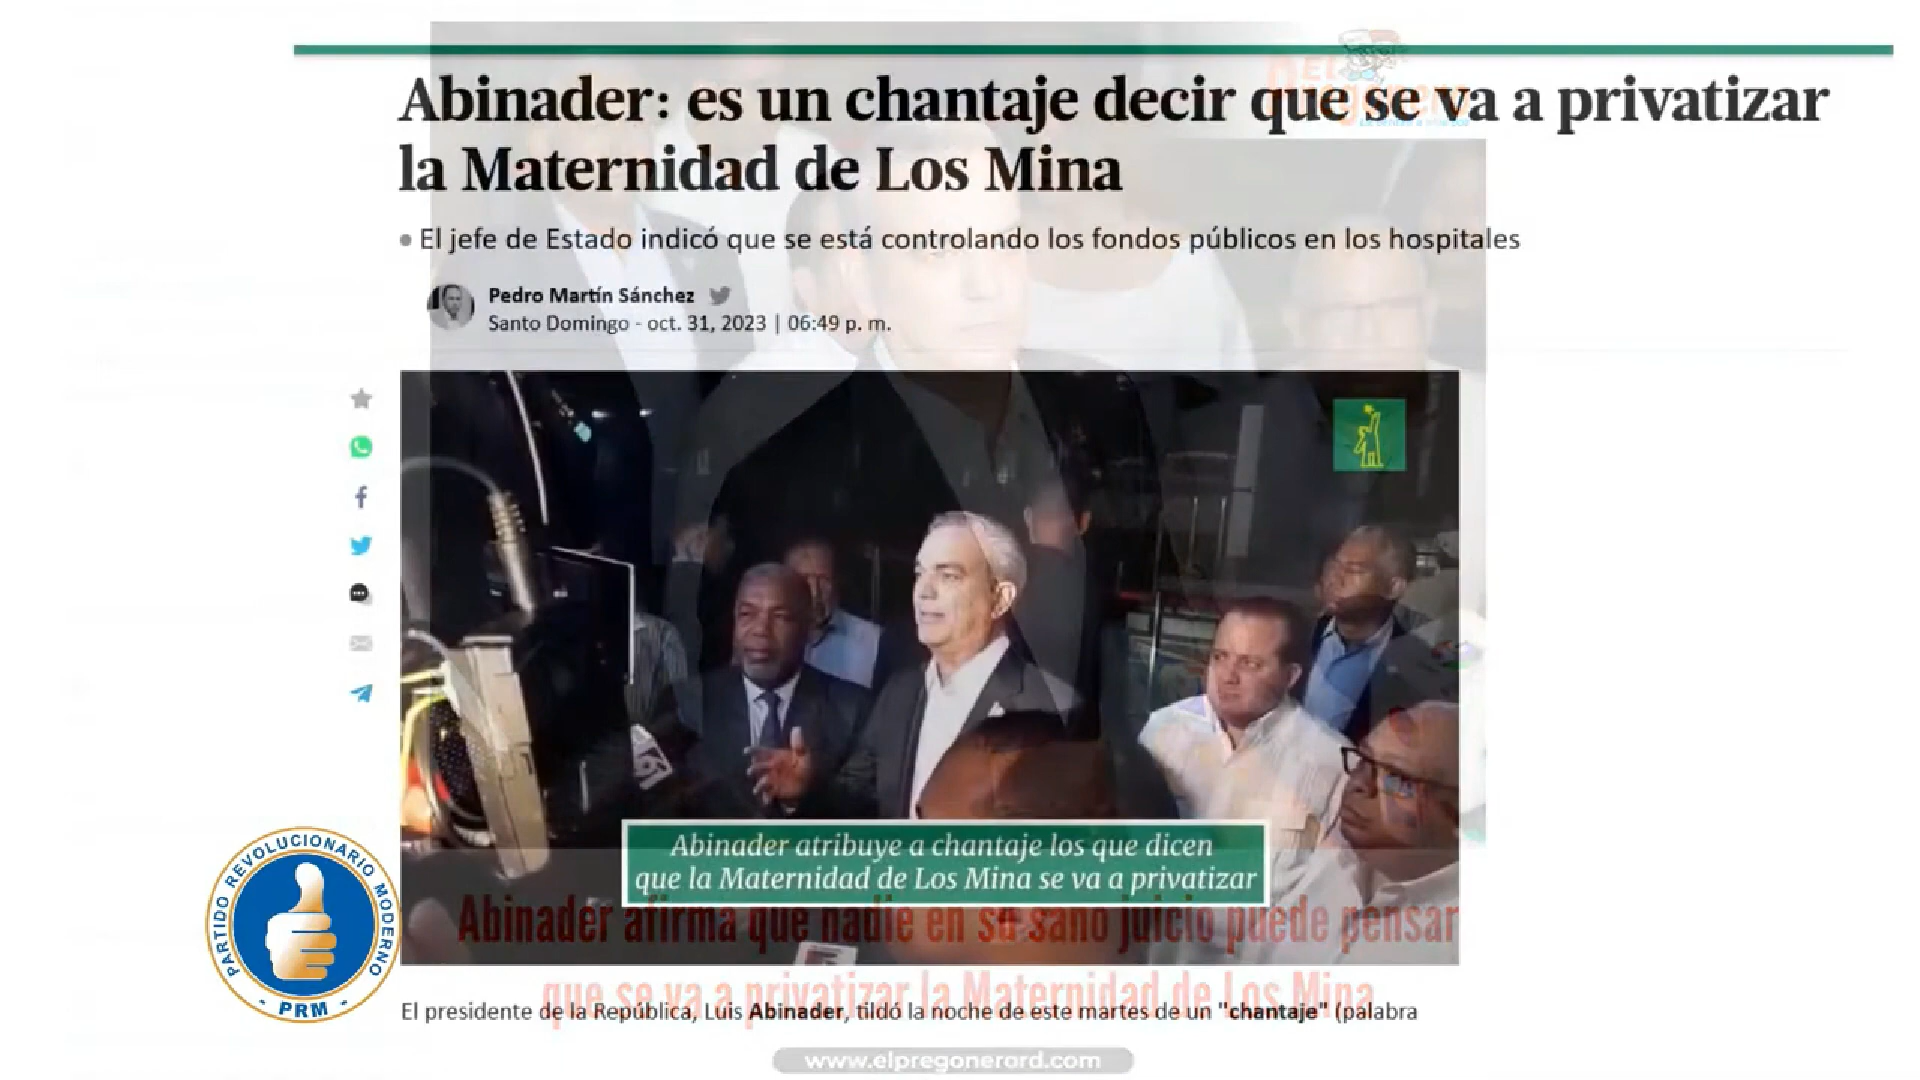 Abinader: es un chantaje decir que se va a privatizar
la Maternidad de Los Mina
El jefe de Estado indicó que se está controlando los fondos públicos en los hospitales
Pedro Martín Sánchez
Santo Domingo - oct. 31, 2023 | 06:49 p. m.
Abinader atribuye a chantaje los que dicen
que la Maternidad de Los Mina se va a privatizar
Abinader afirma que nadie en su sano juicio puede pensar
que se va a privatizar la Maternidad de Los Mina
El presidente de la República, Luis Abinader, tildó la noche de este martes de un "chantaje" (palabra
PARTIDO REVOLUCIONARIO MODERNO
- PRM -
www.elpregonerord.com